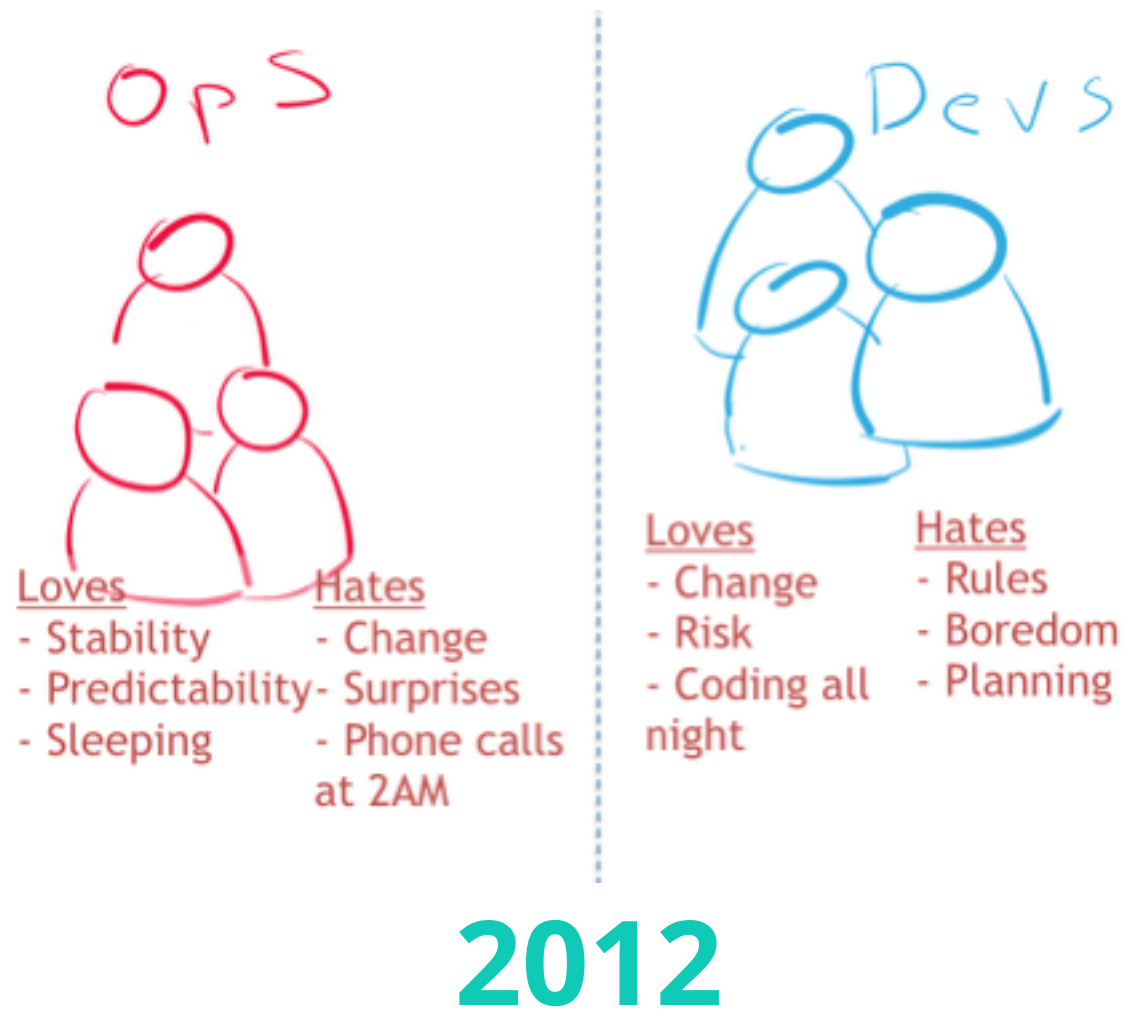 Ops
Loves
- Stability
- Predictability
- Sleeping
Hates
- Change
- Surprises
- Phone calls
at 2AM
Devs
Loves
- Change
- Risk
- Coding all
night
Hates
- Rules
- Boredom
- Planning
2012